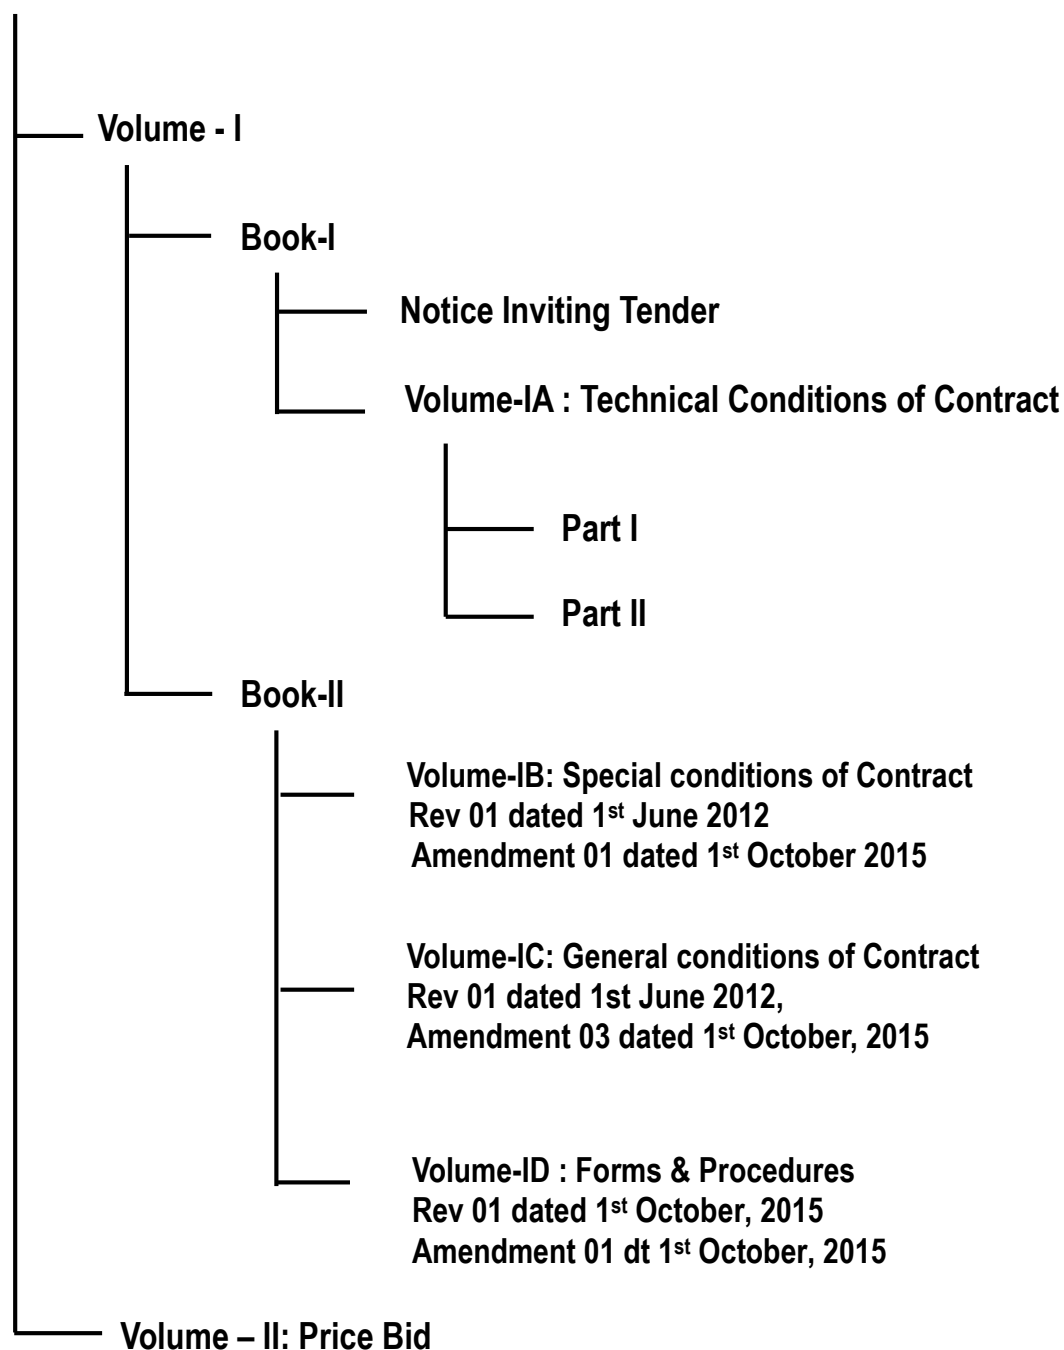 Volume - I
Book-I
Notice Inviting Tender
Volume-IA : Technical Conditions of Contract
Part I
Part II
Book-II
Volume-IB: Special conditions of Contract
Rev 01 dated 1st June 2012
Amendment 01 dated 1st October 2015
Volume-IC: General conditions of Contract
Rev 01 dated 1st June 2012,
Amendment 03 dated 1st October, 2015
Volume-ID : Forms & Procedures
Rev 01 dated 1st October, 2015
Amendment 01 dt 1st October, 2015
Volume – II: Price Bid